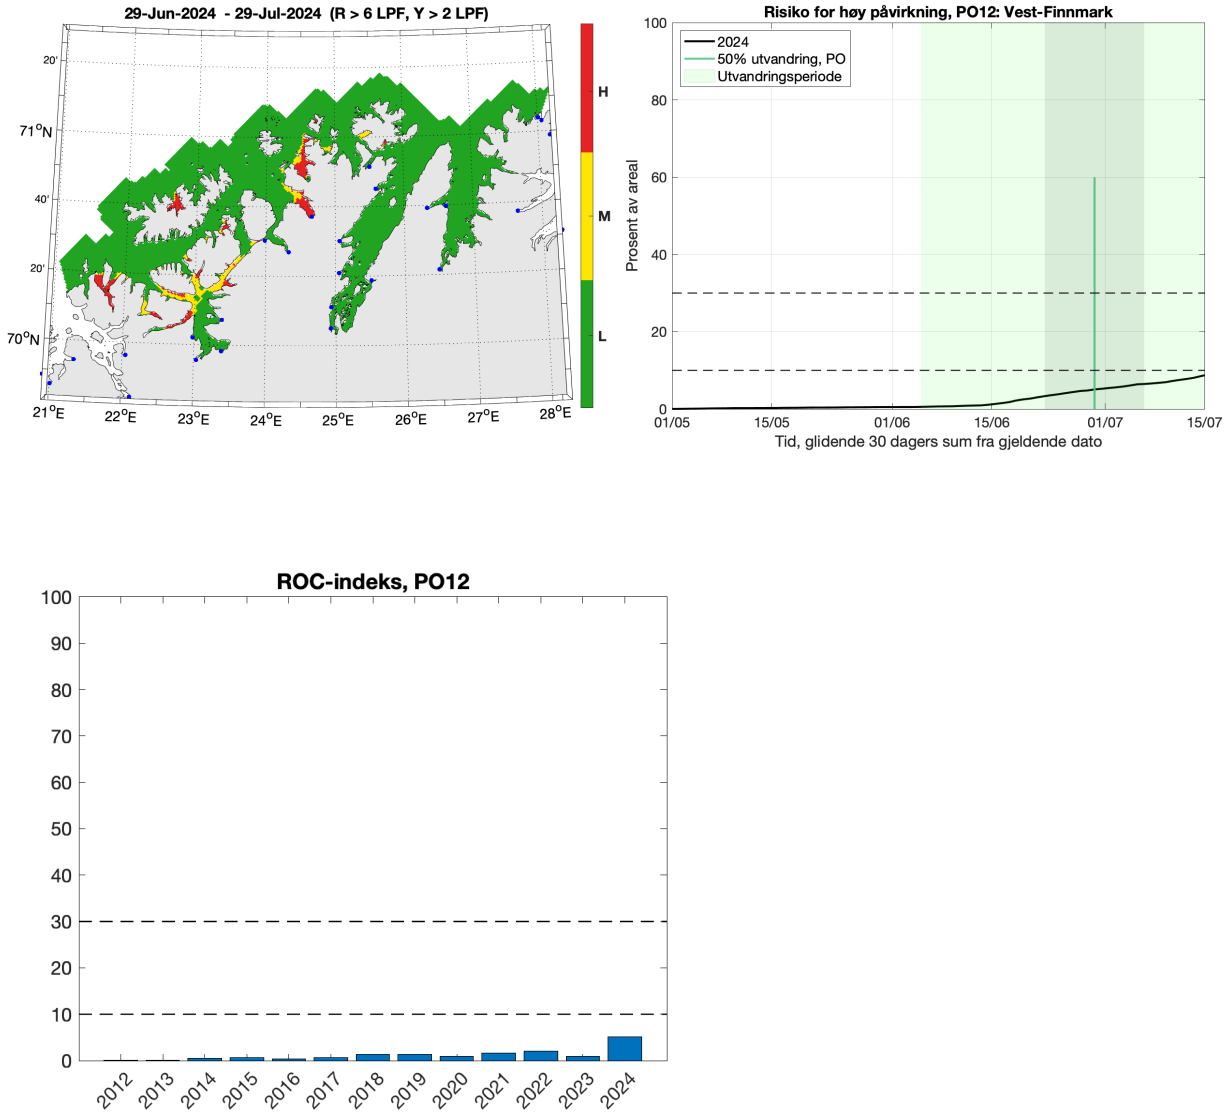 29-Jun-2024 - 29-Jul-2024 (R > 6 LPF, Y > 2 LPF)
20'
71°N
40'
20'
70°N
21°E 22°E 23°E 24°E 25°E 26°E 27°E 28°E
H
M
L
Risiko for høy påvirkning, PO12: Vest-Finnmark
2024
50% utvandring, PO
Utvandringsperiode
Prosent av areal
100
80
60
40
20
0
01/05 15/05 01/06 15/06 01/07 15/07
Tid, glidende 30 dagers sum fra gjeldende dato
ROC-indeks, PO12
100
90
80
70
60
50
40
30
20
10
0
2012 2013 2014 2015 2016 2017 2018 2019 2020 2021 2022 2023 2024